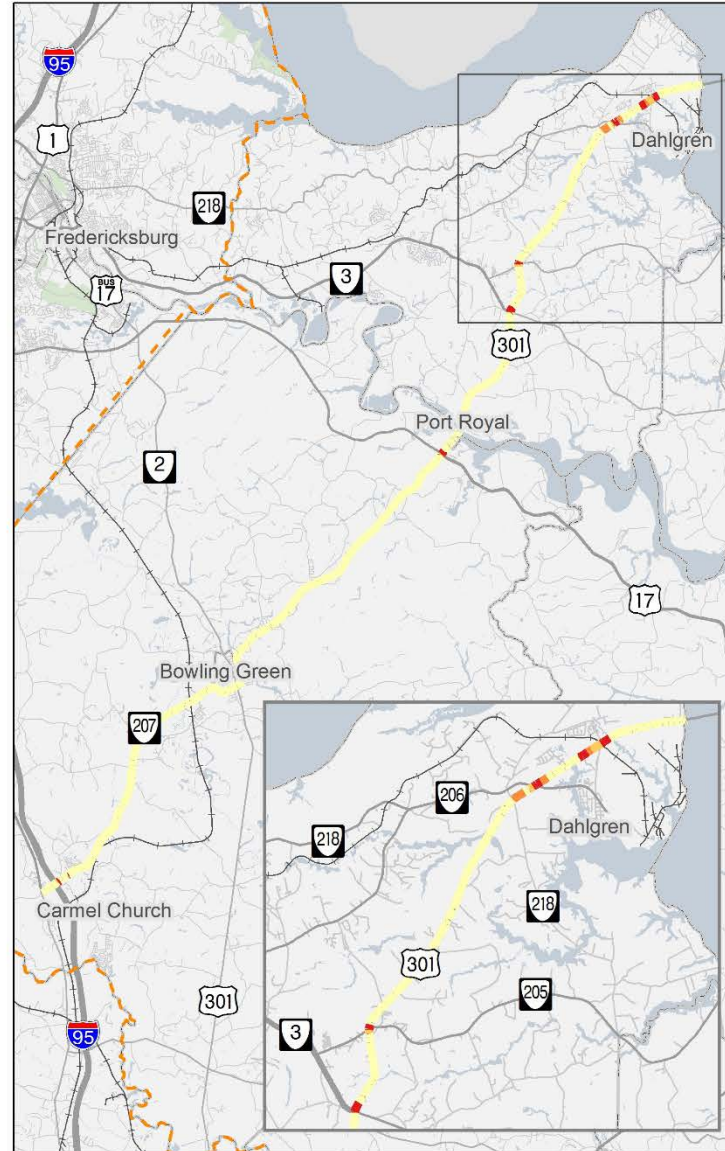 95
1
Dahlgren
218
Fredericksburg
3
BUS
17
301
Port Royal
2
17
Bowling Green
207
206
Dahlgren
218
218
Carmel Church
301
301
205
3
95